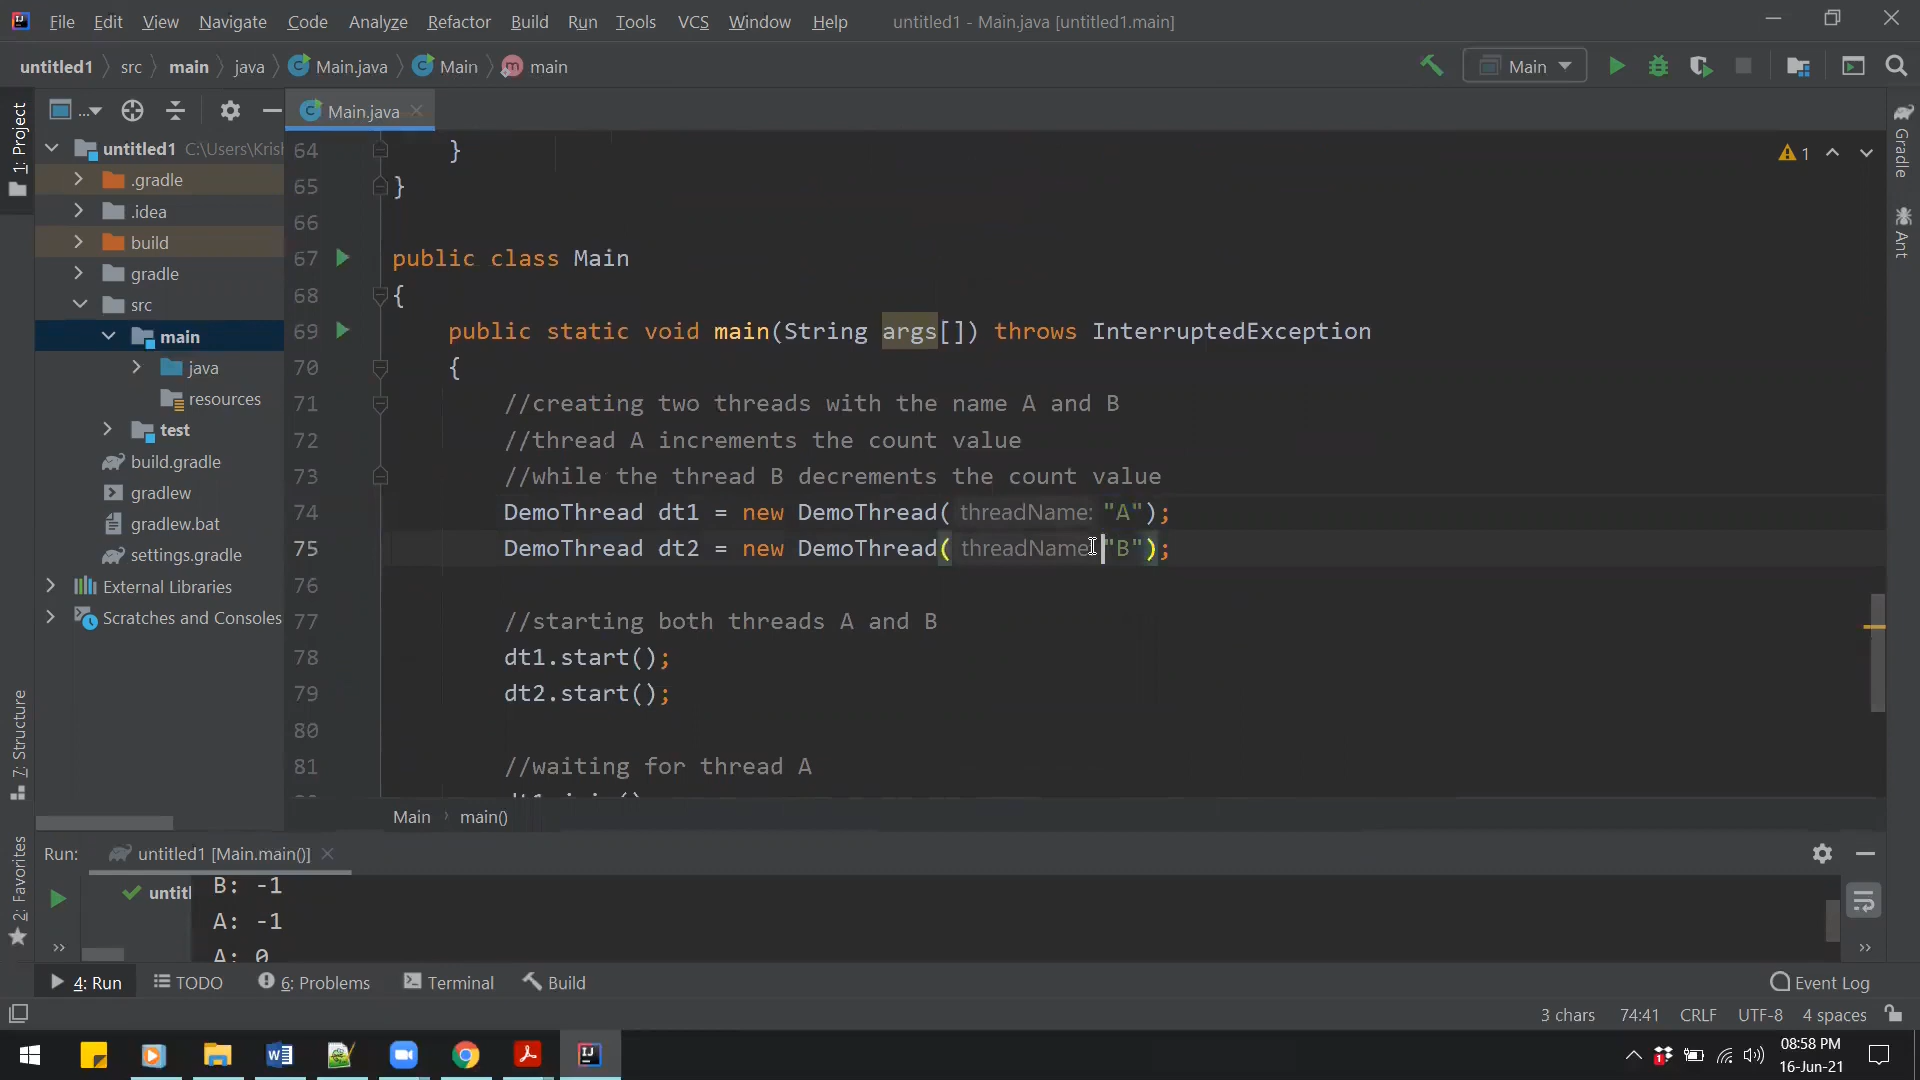 File Edit View Navigate Code Analyze Refactor Build Run Tools VCS Window Help untitled1 - Main.java [untitled1.main]
untitled1 src main java Main.java Main main Main
1: Project
...
Main.java
untitled1 C:\Users\Krisl
.gradle
.idea
build
gradle
src
main
java
resources
test
build.gradle
gradlew
gradlew.bat
settings.gradle
External Libraries
Scratches and Consoles
7: Structure
2: Favorites
Gradle
Ant
1
64 }
65 }
66
67 public class Main
68 {
69 public static void main(String args[]) throws InterruptedException
70 {
71 //creating two threads with the name A and B
72 //thread A increments the count value
73 //while the thread B decrements the count value
74 DemoThread dt1 = new DemoThread( threadName: "A");
75 DemoThread dt2 = new DemoThread( threadName: "B");
76
77 //starting both threads A and B
78 dt1.start();
79 dt2.start();
80
81 //waiting for thread A
Main main()
Run: untitled1 [Main.main()]
untitl
B: -1
A: -1
A: 0
4: Run TODO 6: Problems Terminal Build Event Log
3 chars 74:41 CRLF UTF-8 4 spaces
08:58 PM
16-Jun-21